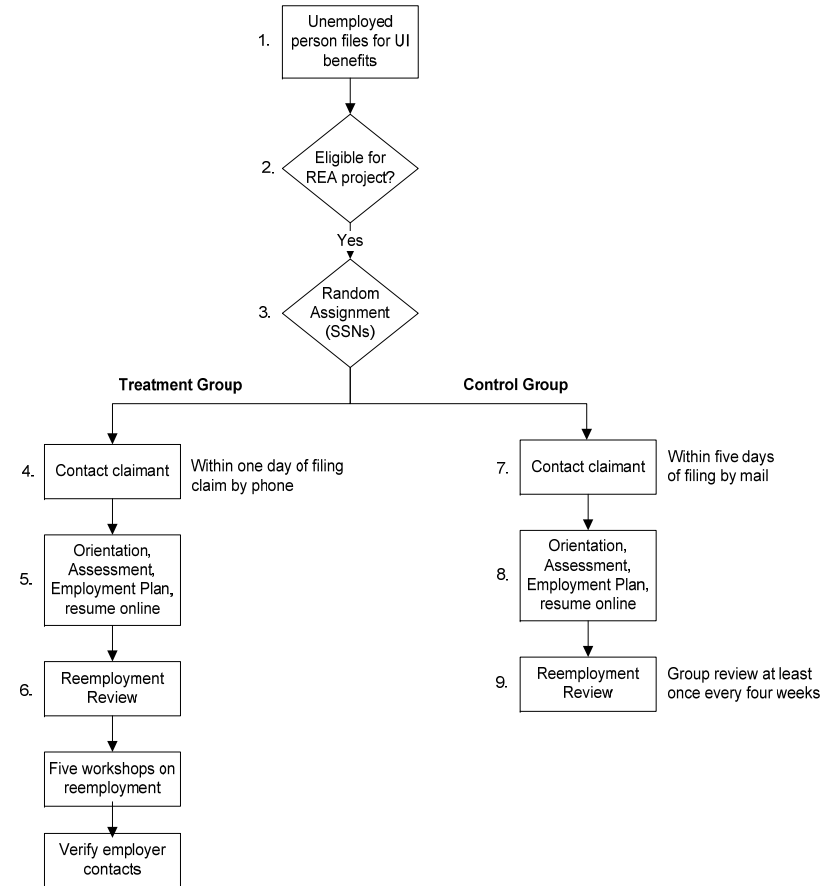 1.
Unemployed
person files for UI
benefits
2.
Eligible for
REA project?
Yes
3.
Random
Assignment
(SSNs)
Treatment Group
Control Group
4.
Contact claimant
Within one day of filing
claim by phone
7.
Contact claimant
Within five days
of filing by mail
5.
Orientation,
Assessment,
Employment Plan,
resume online
8.
Orientation,
Assessment,
Employment Plan,
resume online
6.
Reemployment
Review
9.
Reemployment
Review
Group review at least
once every four weeks
Five workshops on
reemployment
Verify employer
contacts